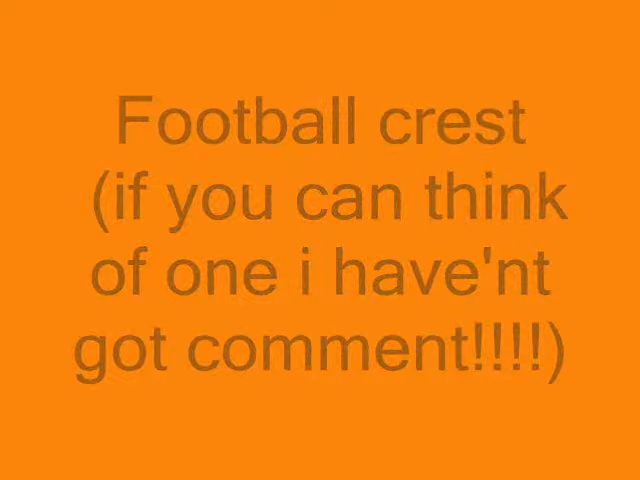 Football crest
(if you can think
of one i have'nt
got comment!!!!)